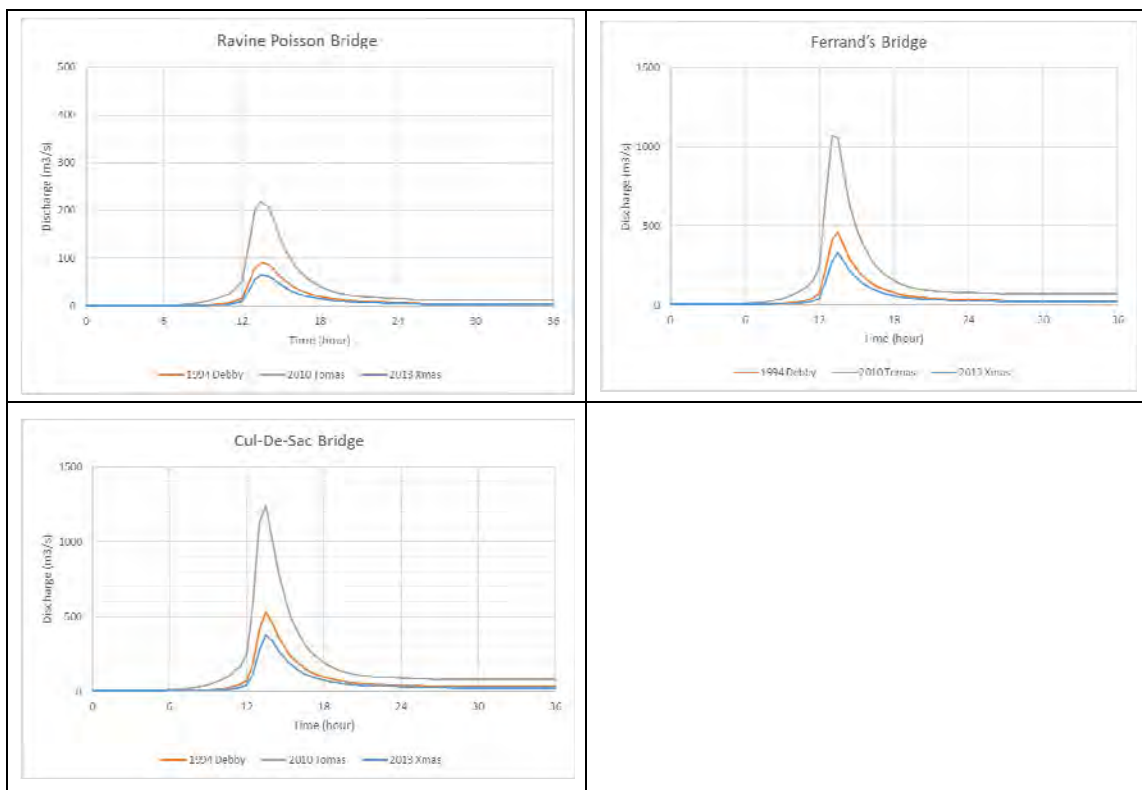 Ravine Poisson Bridge
500
400
300
200
100
0
Discharge (m3/s)
0 6 12 18 24 30 36
Time (hour)
1994 Debby 2010 Tomas 2013 Xmas
Ferrand's Bridge
1500
1000
500
0
Discharge (m3/s)
0 6 12 18 24 30 36
Time (hour)
1994 Debby 2010 Tomas 2013 Xmas
Cul-De-Sac Bridge
1500
1000
500
0
Discharge (m3/s)
0 6 12 18 24 30 36
Time (hour)
1994 Debby 2010 Tomas 2013 Xmas